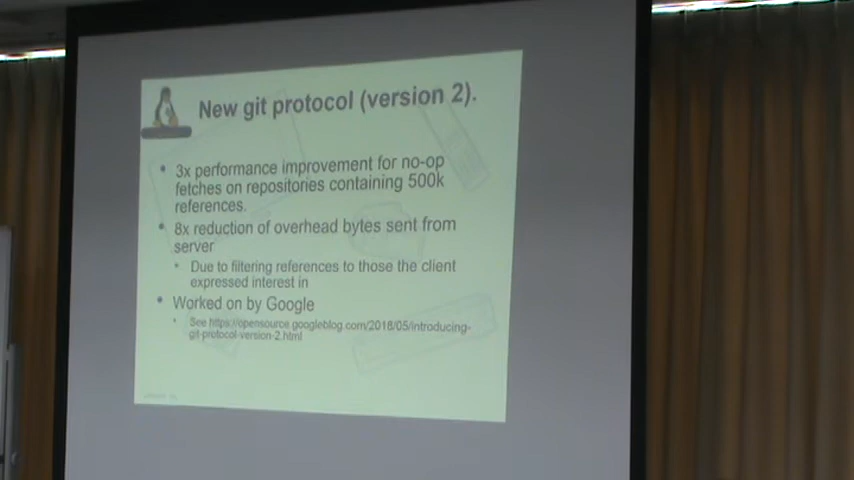 New git protocol (version 2).
• 3x performance improvement for no-op
fetches on repositories containing 500k
references.
• 8x reduction of overhead bytes sent from
server
• Due to filtering references to those the client
expressed interest in
• Worked on by Google
• See https://opensource.googleblog.com/2018/05/introducing-
git-protocol-version-2.html